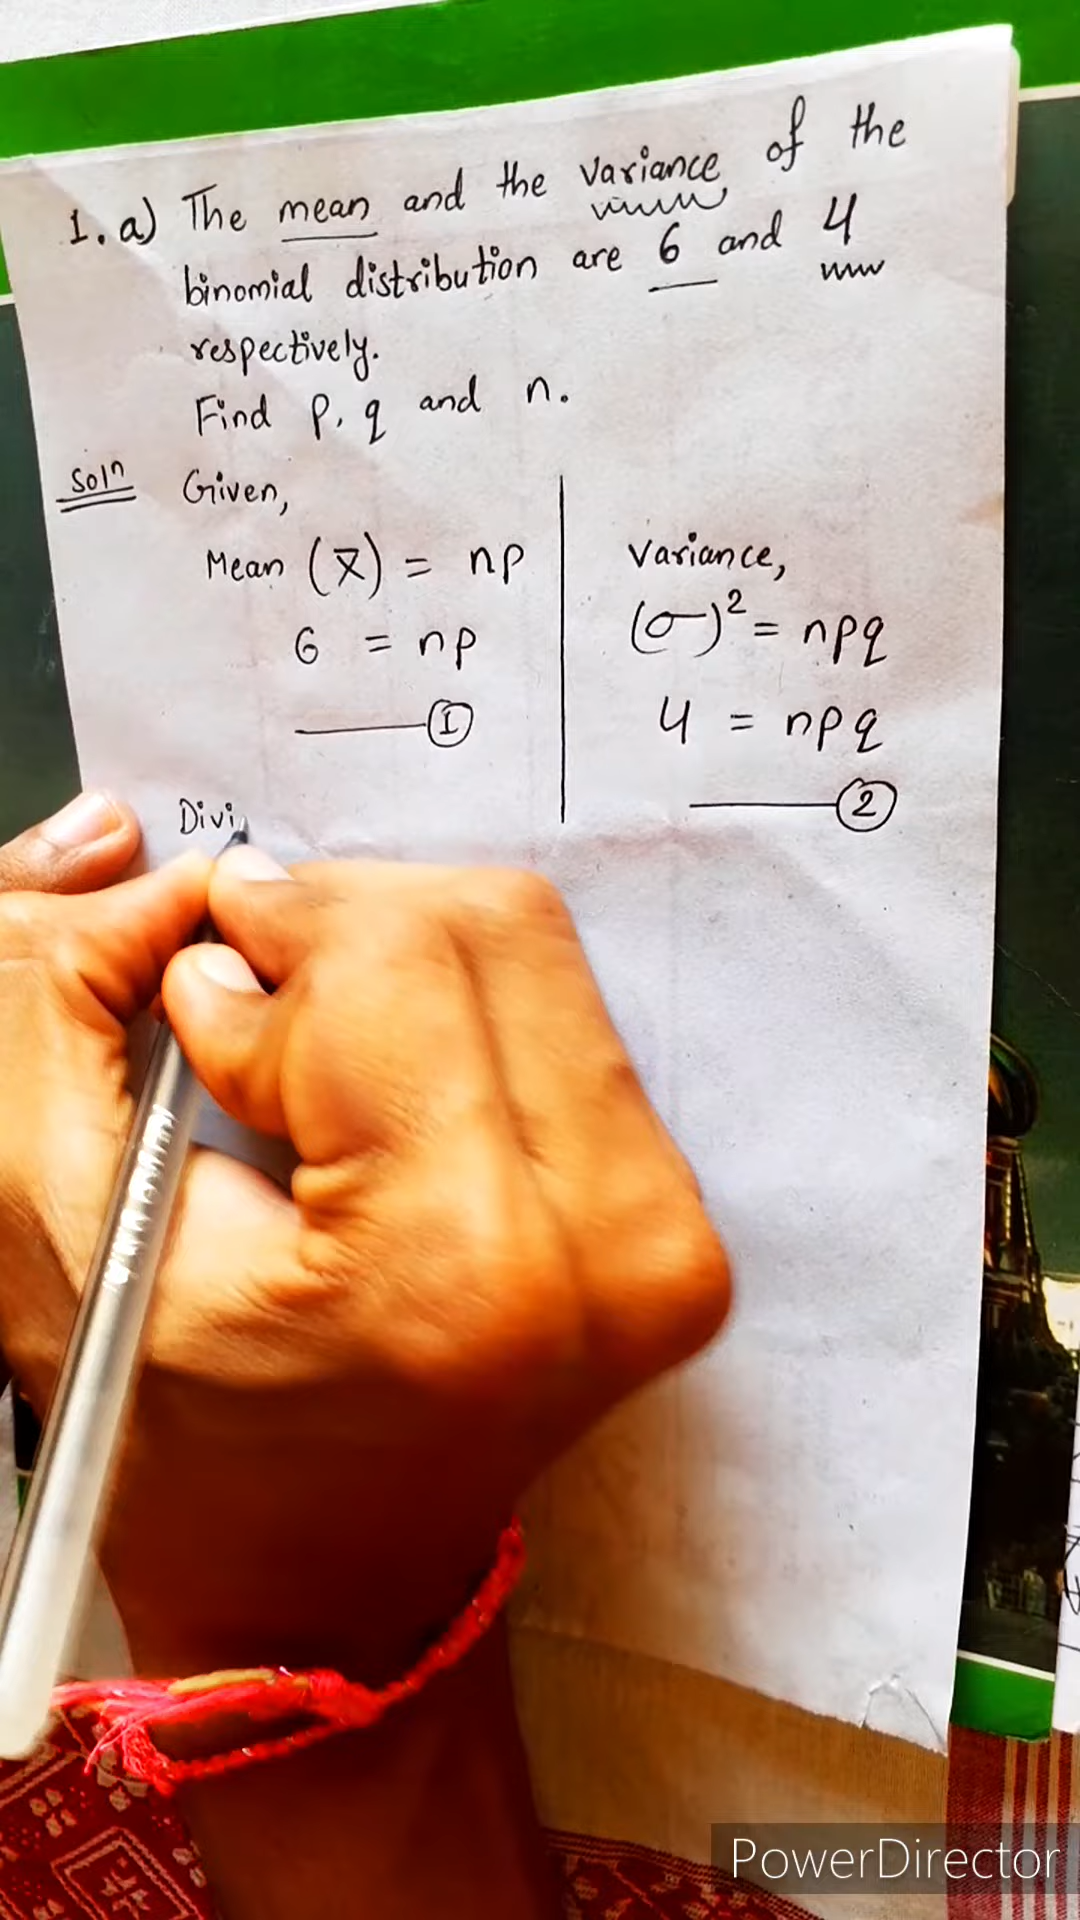 1. a) The mean and the variance of the
binomial distribution are 6 and 4
respectively.
Find p, q and n.
Solⁿ Given,
Mean (x̄) = np
6 = np
①
Variance,
(σ)² = npq
4 = npq
②
Divi
PowerDirector